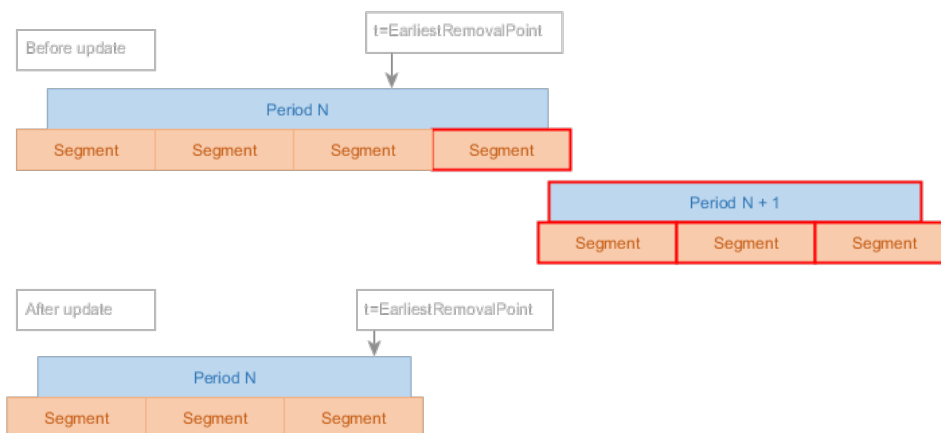 t=EarliestRemovalPoint
Before update
Period N
Segment Segment Segment Segment
Period N + 1
Segment Segment Segment
After update
t=EarliestRemovalPoint
Period N
Segment Segment Segment